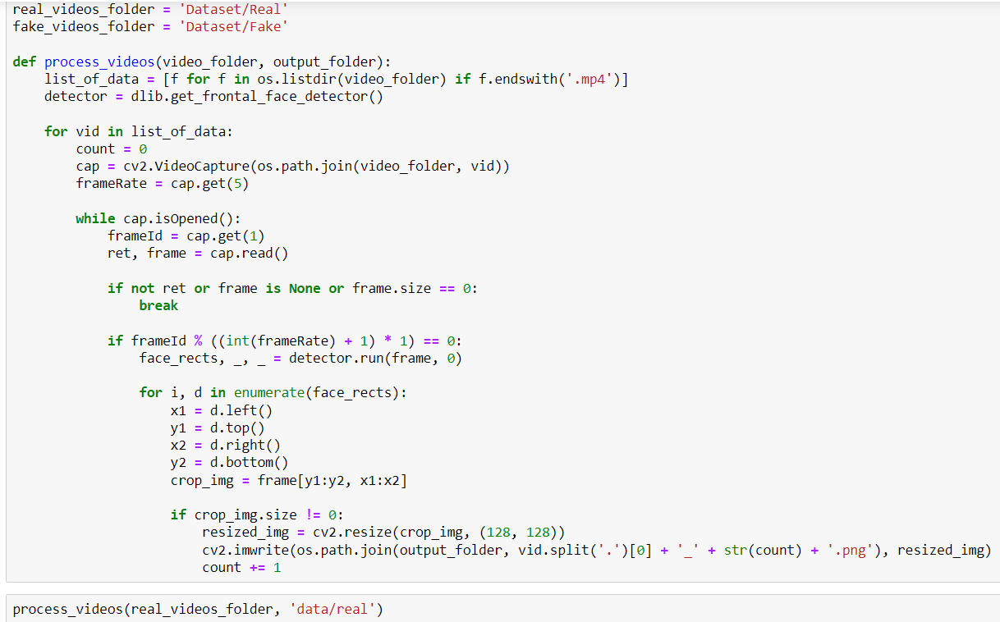 real_videos_folder = 'Dataset/Real'
fake_videos_folder = 'Dataset/Fake'

def process_videos(video_folder, output_folder):
    list_of_data = [f for f in os.listdir(video_folder) if f.endswith('.mp4')]
    detector = dlib.get_frontal_face_detector()

    for vid in list_of_data:
        count = 0
        cap = cv2.VideoCapture(os.path.join(video_folder, vid))
        frameRate = cap.get(5)

        while cap.isOpened():
            frameId = cap.get(1)
            ret, frame = cap.read()

            if not ret or frame is None or frame.size == 0:
                break

            if frameId % ((int(frameRate) + 1) * 1) == 0:
                face_rects, _, _ = detector.run(frame, 0)

                for i, d in enumerate(face_rects):
                    x1 = d.left()
                    y1 = d.top()
                    x2 = d.right()
                    y2 = d.bottom()
                    crop_img = frame[y1:y2, x1:x2]

                    if crop_img.size != 0:
                        resized_img = cv2.resize(crop_img, (128, 128))
                        cv2.imwrite(os.path.join(output_folder, vid.split('.')[0] + '_' + str(count) + '.png'), resized_img)
                        count += 1

process_videos(real_videos_folder, 'data/real')